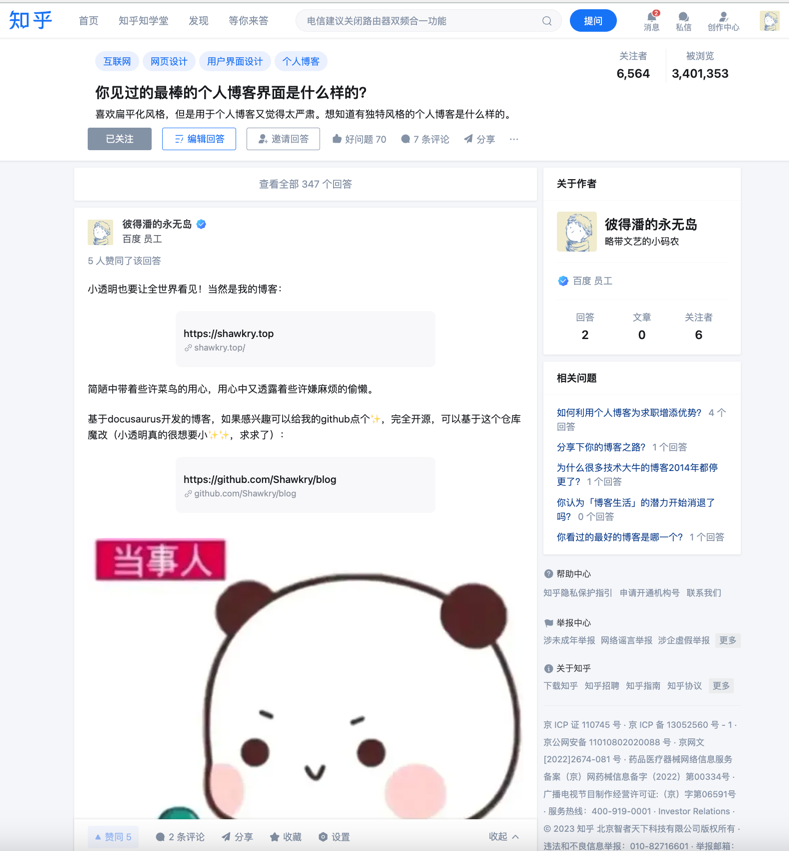 知乎 首页 知乎知学堂 发现 等你来答 电信建议关闭路由器双频合一功能 提问 2 消息 私信 创作中心
互联网 网页设计 用户界面设计 个人博客
关注者 被浏览
6,564 3,401,353
你见过的最棒的个人博客界面是什么样的?
喜欢扁平化风格，但是用于个人博客又觉得太严肃。想知道有独特风格的个人博客是什么样的。
已关注 编辑回答 邀请回答 好问题 70 7 条评论 分享 ···
查看全部 347 个回答
彼得潘的永无岛
百度 员工
5 人赞同了该回答
小透明也要让全世界看见！当然是我的博客：
https://shawkry.top
shawkry.top/
简陋中带着些许菜鸟的用心，用心中又透露着些许嫌麻烦的偷懒。
基于docusaurus开发的博客，如果感兴趣可以给我的github点个✨，完全开源，可以基于这个仓库
魔改（小透明真的很想要小✨✨，求求了）：
https://github.com/Shawkry/blog
github.com/Shawkry/blog
当事人
赞同 5 2 条评论 分享 收藏 设置 收起
关于作者
彼得潘的永无岛
略带文艺的小码农
百度 员工
回答 文章 关注者
2 0 6
相关问题
如何利用个人博客为求职增添优势？ 4 个
回答
分享下你的博客之路？ 1 个回答
为什么很多技术大牛的博客2014年都停
更了？ 1 个回答
你认为「博客生活」的潜力开始消退了
吗？ 0 个回答
你看过的最好的博客是哪一个？ 1 个回答
帮助中心
知乎隐私保护指引 申请开通机构号 联系我们
举报中心
涉未成年举报 网络谣言举报 涉企虚假举报 更多
关于知乎
下载知乎 知乎招聘 知乎指南 知乎协议 更多
京 ICP 证 110745 号 · 京 ICP 备 13052560 号 - 1 ·
京公网安备 11010802020088 号 · 京网文
[2022]2674-081 号 · 药品医疗器械网络信息服务
备案（京）网药械信息备字（2022）第00334号 ·
广播电视节目制作经营许可证:（京）字第06591号
· 服务热线：400-919-0001 · Investor Relations ·
© 2023 知乎 北京智者天下科技有限公司版权所有 ·
违法和不良信息举报：010-82716601 · 举报邮箱：